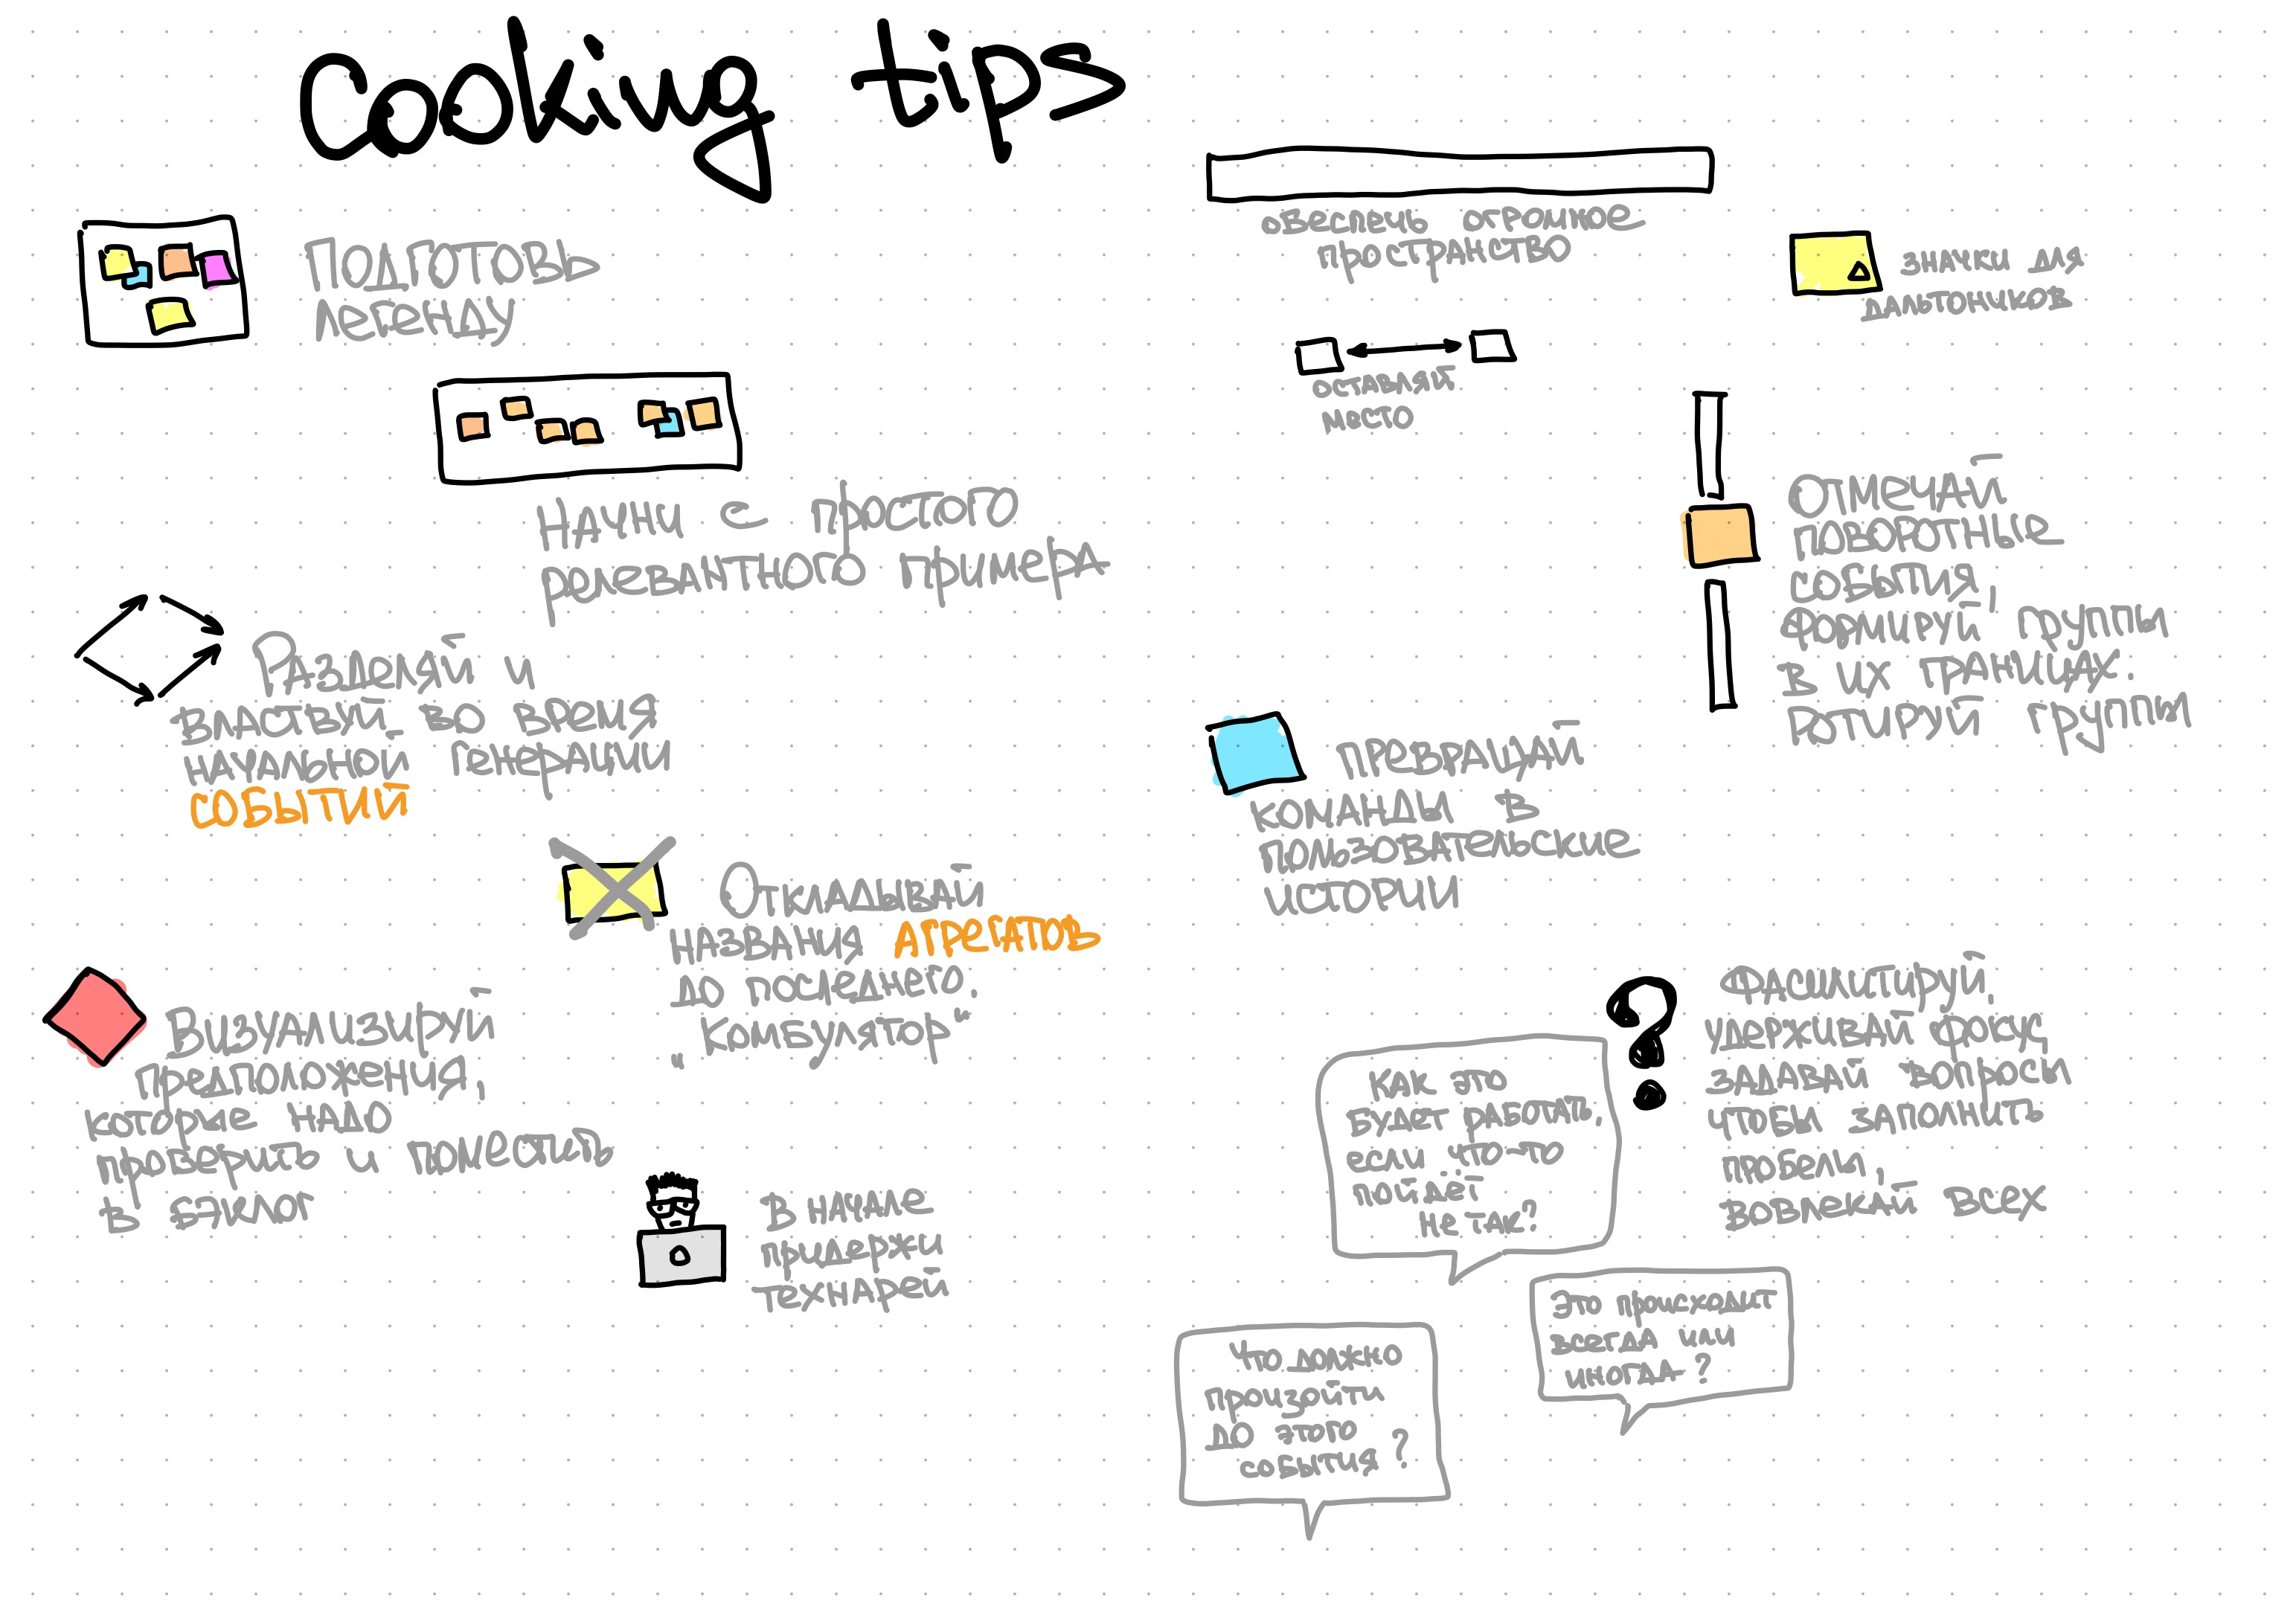 Cooking tips
Подготовь
легенду
Начни с простого
релевантного примера
Разделяй и
властвуй во время
начальной генерации
событий
Откладывай
названия агрегатов
до последнего.
"Комбулятор"
Визуализируй
предположения,
которые надо
проверить и поместить
в бэклог
В начале
придержи
технарей
обеспечь огромное
пространство
значки для
дальтоников
оставляй
место
Отмечай
поворотные
события,
формируй группы
в их границах.
Ротируй группы
превращай
команды в
пользовательские
истории
Фасилитируй,
удерживай фокус,
задавай вопросы
чтобы заполнить
пробелы,
вовлекай всех
Как это
будет работать,
если что-то
пойдет
не так?
Это происходит
всегда или
иногда?
Что должно
произойти
до этого
события?